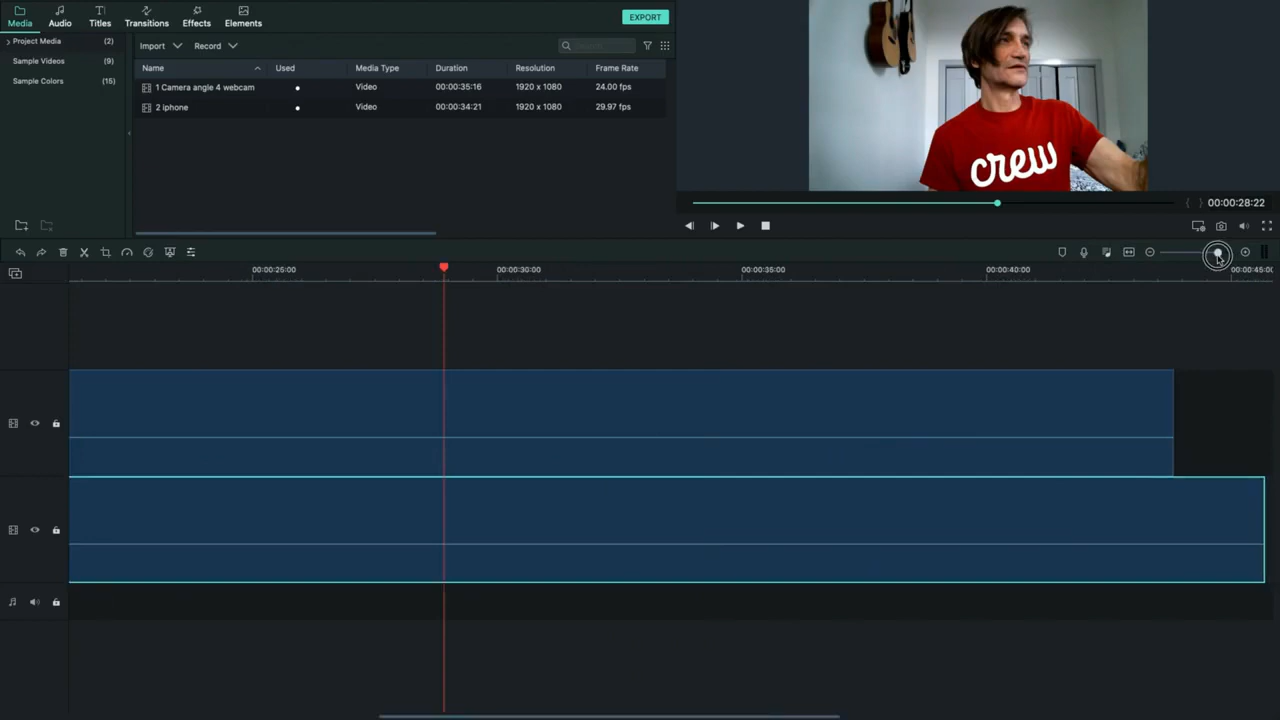 Media
Audio
Titles
Transitions
Effects
Elements
EXPORT
Project Media (2)
Sample Videos (9)
Sample Colors (15)
Import
Record
Name Used Media Type Duration Resolution Frame Rate
1 Camera angle 4 webcam Video 00:00:35:16 1920 x 1080 24.00 fps
2 iphone Video 00:00:34:21 1920 x 1080 29.97 fps
crew
00:00:28:22
00:00:25:00 00:00:30:00 00:00:35:00 00:00:40:00 00:00:45:00